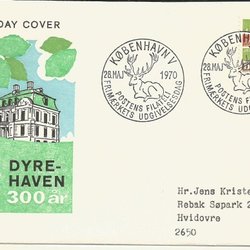 DAY COVER
KØBENHAVN V
28.MAJ 1970
POSTENS FILATELI
FRIMÆRKETS UDGIVELSESDAG
DYRE-
HAVEN
300 år
Hr. Jens Kriste
Rebak Søpark 2
Hvidovre
2650